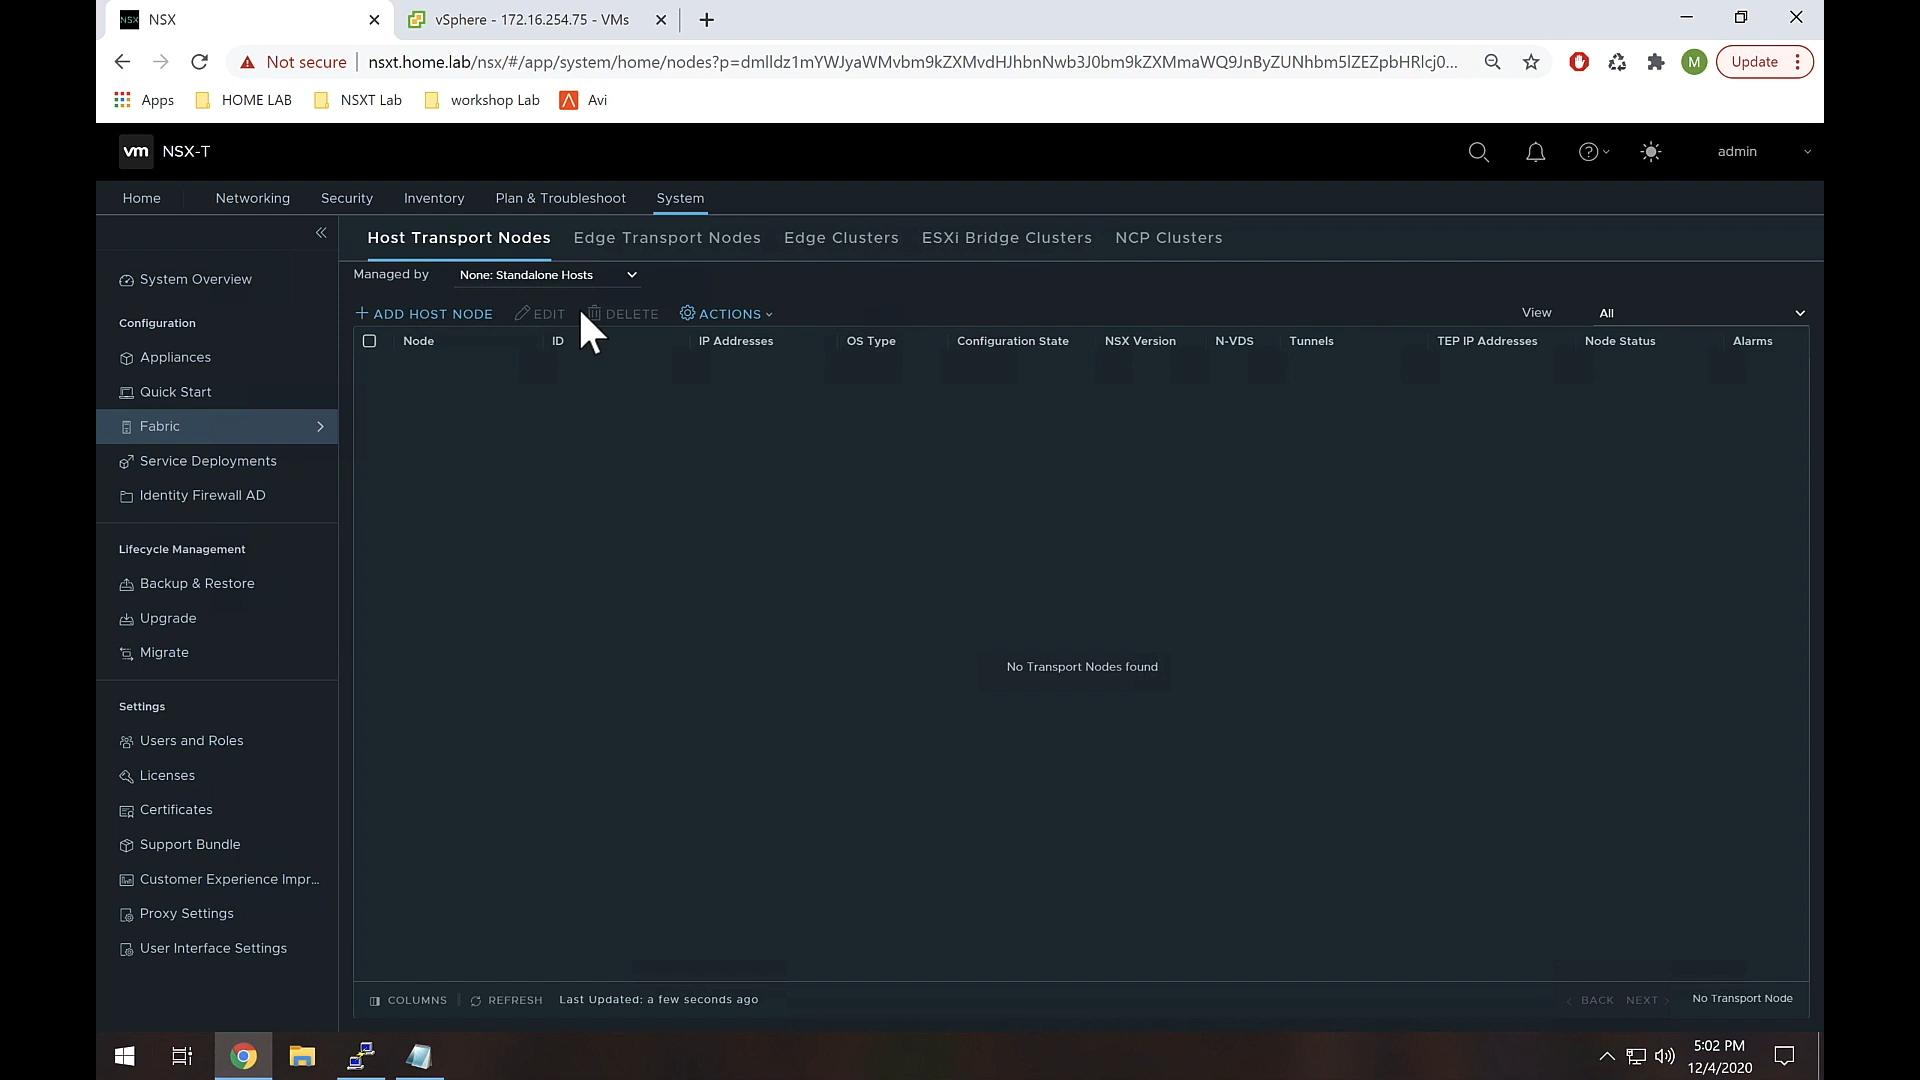 NSX
vSphere - 172.16.254.75 - VMs
Not secure
nsxt.home.lab/nsx/#/app/system/home/nodes?p=dmlldz1mYWJyaWMvbm9kZXMvdHJhbnNwb3J0bm9kZXMmaWQ9JnByZUNhbm5lZEZpbHRlcj0...
M
Update
Apps
HOME LAB
NSXT Lab
workshop Lab
Avi
vm NSX-T
admin
Home
Networking
Security
Inventory
Plan & Troubleshoot
System
System Overview
Configuration
Appliances
Quick Start
Fabric
Service Deployments
Identity Firewall AD
Lifecycle Management
Backup & Restore
Upgrade
Migrate
Settings
Users and Roles
Licenses
Certificates
Support Bundle
Customer Experience Impr...
Proxy Settings
User Interface Settings
Host Transport Nodes
Edge Transport Nodes
Edge Clusters
ESXi Bridge Clusters
NCP Clusters
Managed by
None: Standalone Hosts
+ ADD HOST NODE
EDIT
DELETE
ACTIONS
View
All
Node
ID
IP Addresses
OS Type
Configuration State
NSX Version
N-VDS
Tunnels
TEP IP Addresses
Node Status
Alarms
No Transport Nodes found
COLUMNS
REFRESH
Last Updated: a few seconds ago
BACK
NEXT
No Transport Node
5:02 PM
12/4/2020